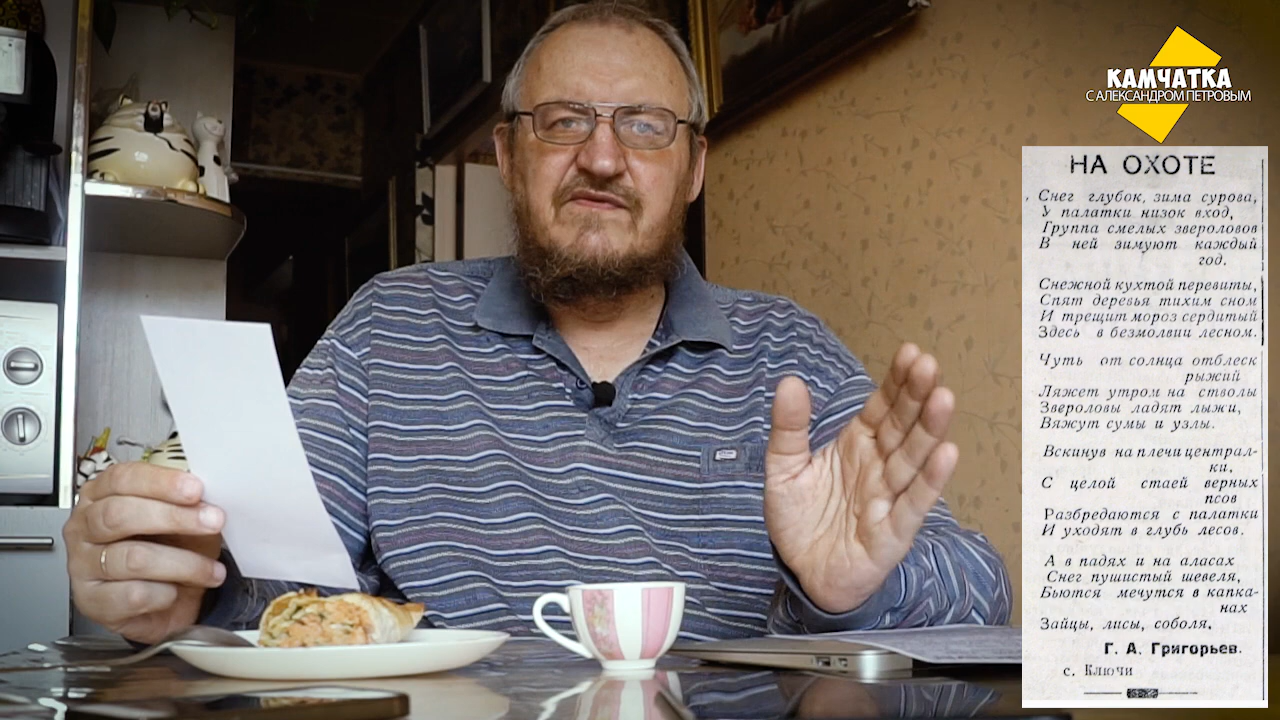 КАМЧАТКА
С АЛЕКСАНДРОМ ПЕТРОВЫМ
НА ОХОТЕ
Снег глубок, зима сурова,
У палатки низок вход,
Группа смелых звероловов
В ней зимуют каждый
год.
Снежной кухтой перевиты,
Спят деревья тихим сном
И трещит мороз сердитый
Здесь в безмолвии лесном.
Чуть от солнца отблеск
рыжий
Ляжет утром на стволы
Звероловы ладят лыжи,
Вяжут сумы и узлы.
Вскинув на плечи централ-
ки,
С целой стаей верных
псов
Разбредаются с палатки
И уходят в глубь лесов.
А в падях и на аласах
Снег пушистый шевеля,
Бьются мечутся в капка-
нах
Зайцы, лисы, соболя,
Г. А. Григорьев.
с. Ключи